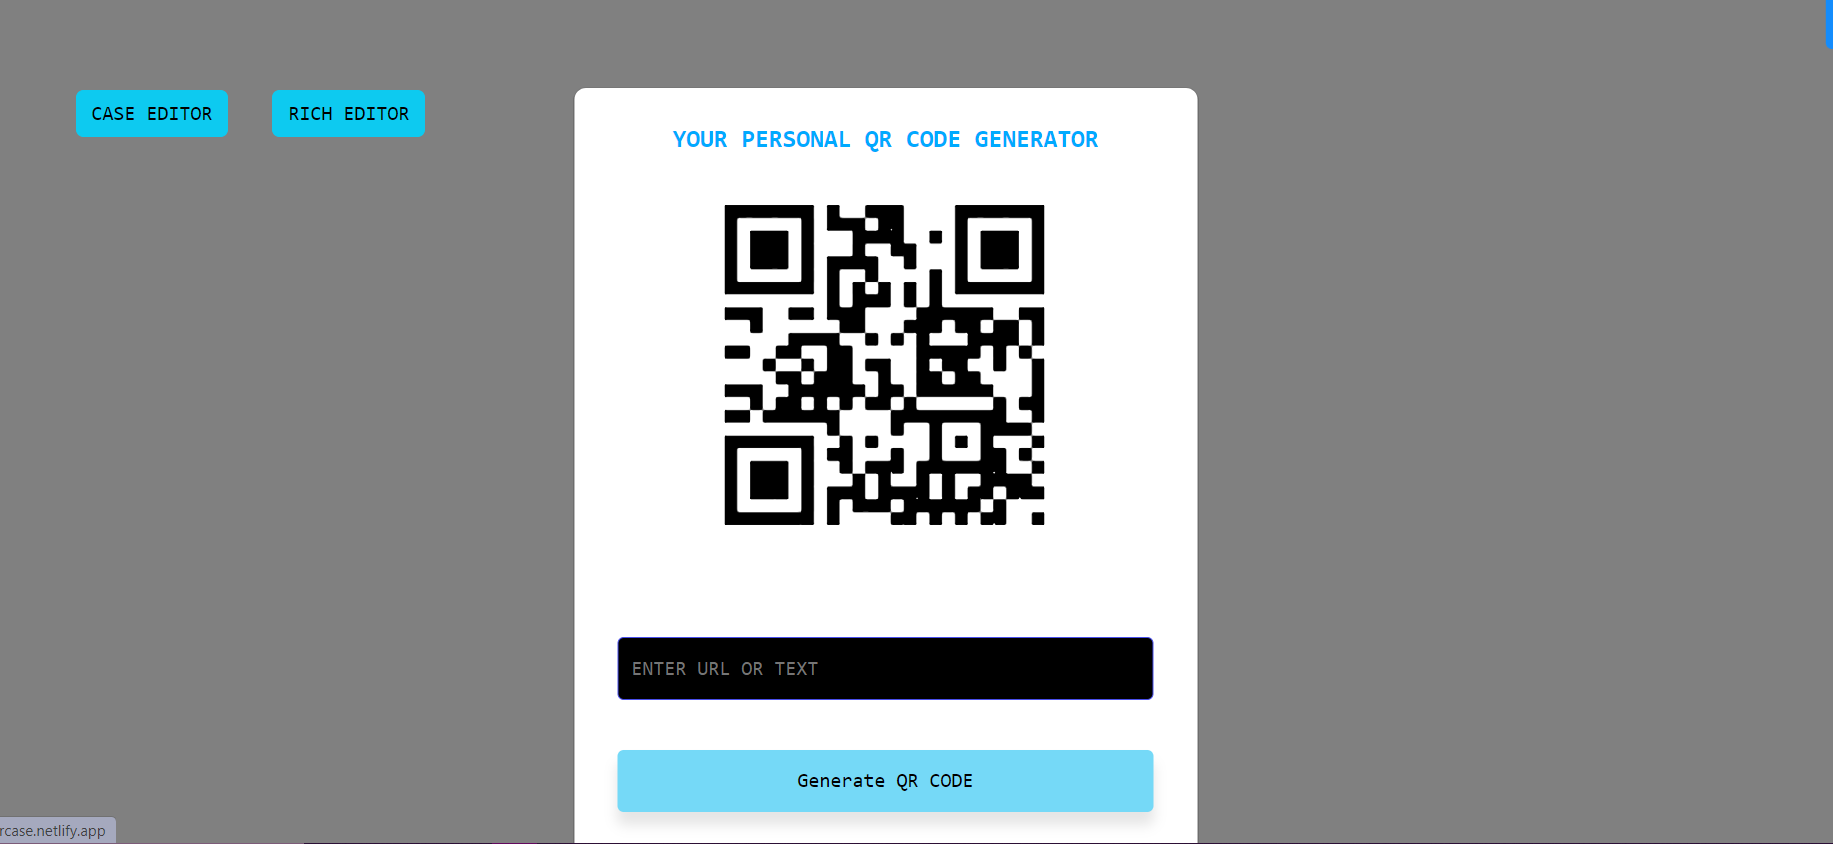 CASE EDITOR
RICH EDITOR
YOUR PERSONAL QR CODE GENERATOR
ENTER URL OR TEXT
Generate QR CODE
rcase.netlify.app